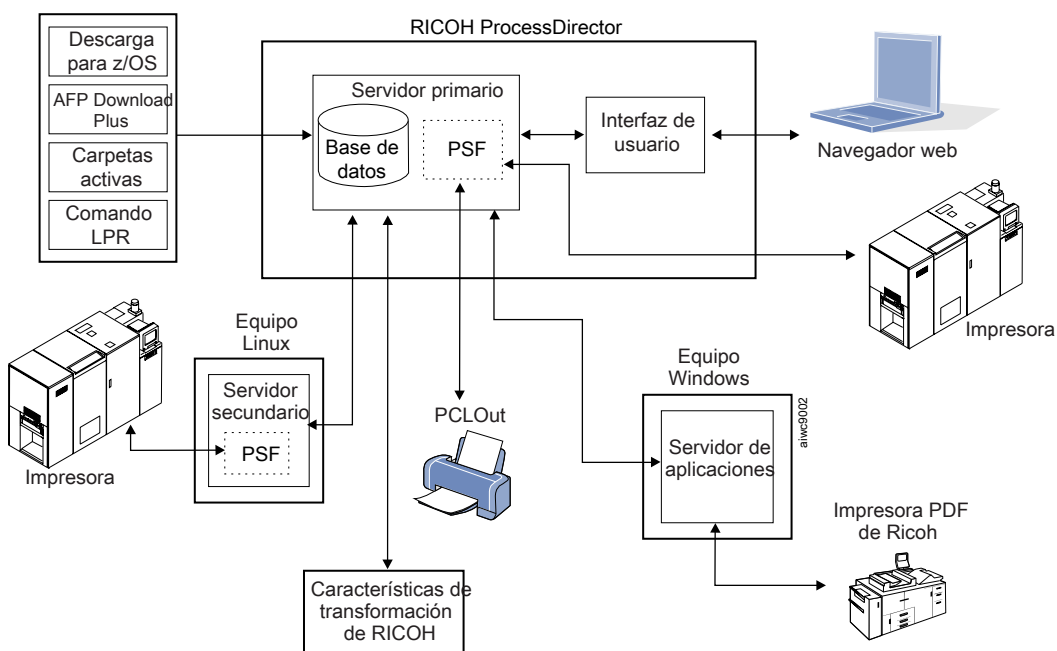 RICOH ProcessDirector
Descarga
para z/OS
AFP Download
Plus
Carpetas
activas
Comando
LPR
Servidor primario
Base de
datos
PSF
Interfaz de
usuario
Navegador web
Impresora
Equipo
Linux
Servidor
secundario
PSF
Impresora
PCLOut
Equipo
Windows
Servidor de
aplicaciones
aiwc9002
Impresora PDF
de Ricoh
Características de
transformación
de RICOH